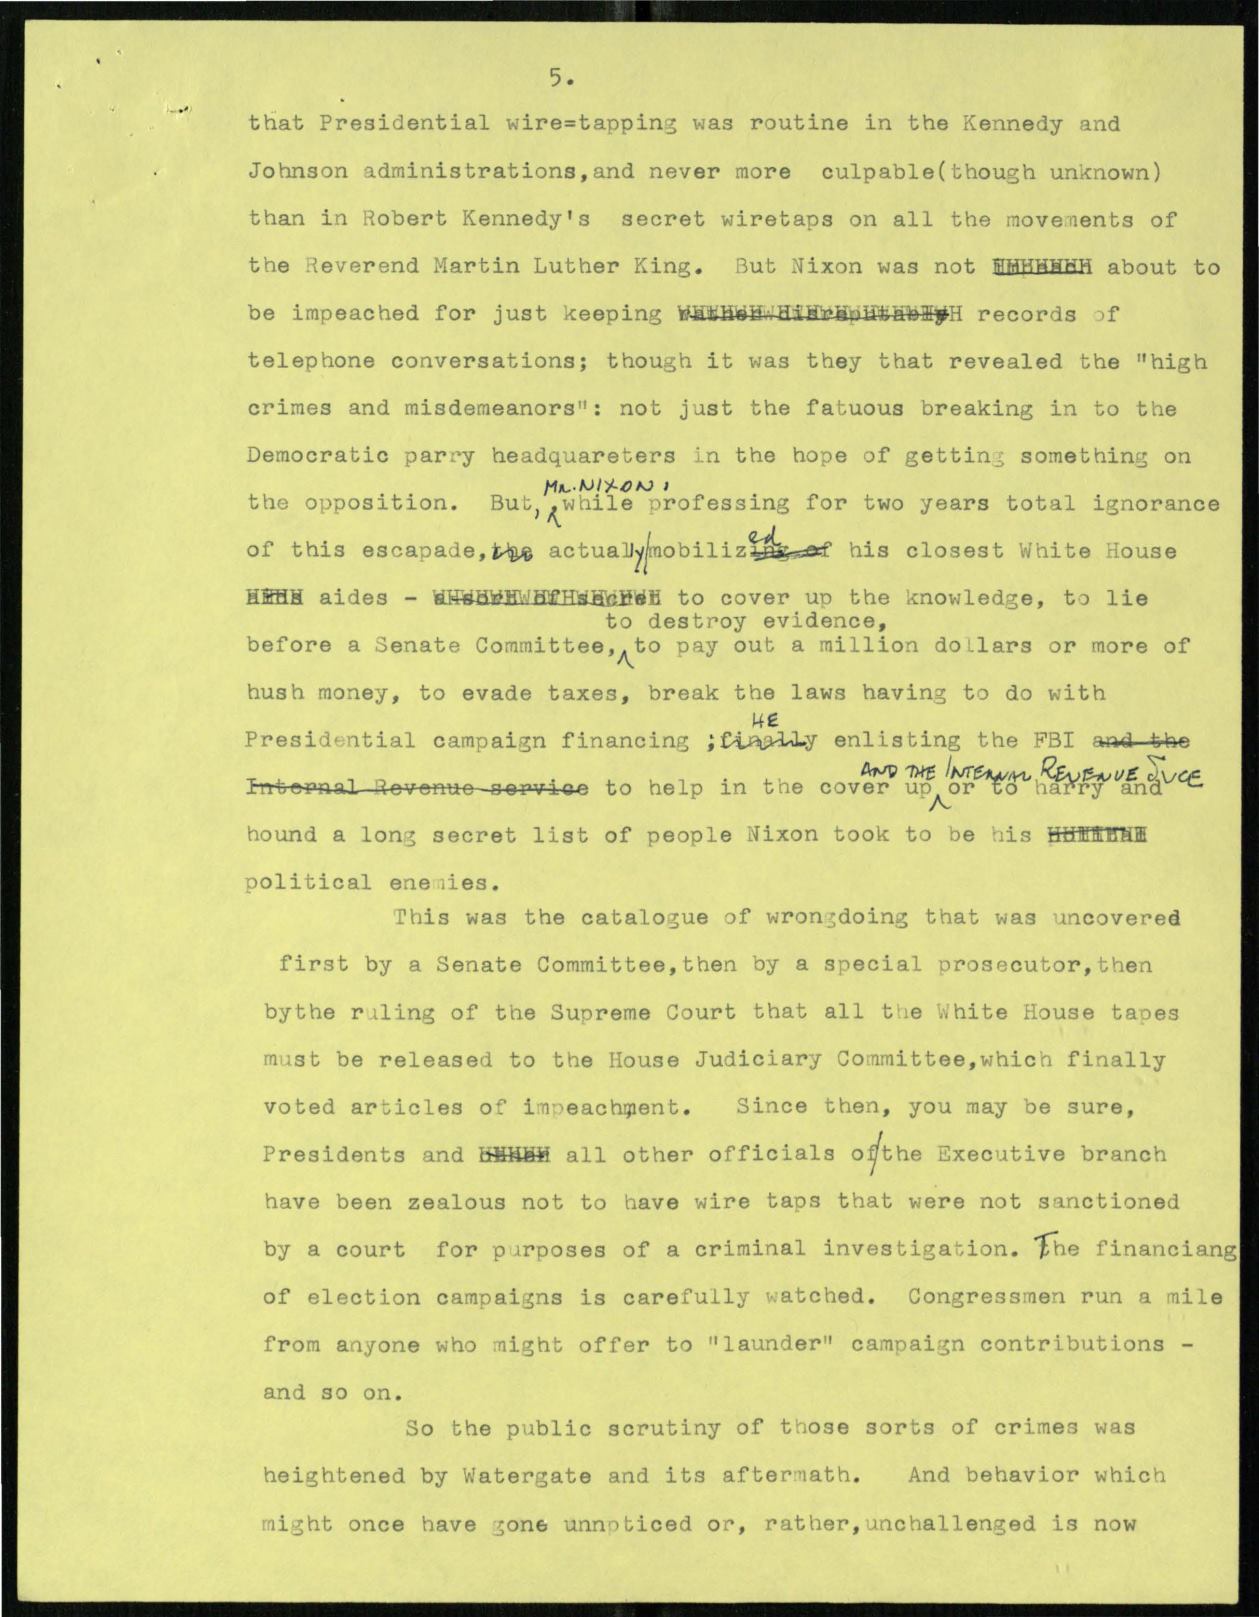 5.
that Presidential wire=tapping was routine in the Kennedy and
Johnson administrations,and never more culpable(though unknown)
than in Robert Kennedy's secret wiretaps on all the movements of
the Reverend Martin Luther King. But Nixon was not about to
be impeached for just keeping records of
telephone conversations; though it was they that revealed the "high
crimes and misdemeanors": not just the fatuous breaking in to the
Democratic parry headquareters in the hope of getting something on
MR. NIXON,
the opposition. But, while professing for two years total ignorance
ed
of this escapade, the actually mobilizing of his closest White House
aides - to cover up the knowledge, to lie
to destroy evidence,
before a Senate Committee, to pay out a million dollars or more of
hush money, to evade taxes, break the laws having to do with
HE
Presidential campaign financing ;finally enlisting the FBI and the
AND THE INTERNAL REVENUE SVCE
Internal Revenue service to help in the cover up or to harry and
hound a long secret list of people Nixon took to be his
political enemies.
This was the catalogue of wrongdoing that was uncovered
first by a Senate Committee,then by a special prosecutor,then
bythe ruling of the Supreme Court that all the White House tapes
must be released to the House Judiciary Committee,which finally
voted articles of impeachment. Since then, you may be sure,
Presidents and all other officials of/the Executive branch
have been zealous not to have wire taps that were not sanctioned
by a court for purposes of a criminal investigation. The financiang
of election campaigns is carefully watched. Congressmen run a mile
from anyone who might offer to "launder" campaign contributions -
and so on.
So the public scrutiny of those sorts of crimes was
heightened by Watergate and its aftermath. And behavior which
might once have gone unnpticed or, rather,unchallenged is now